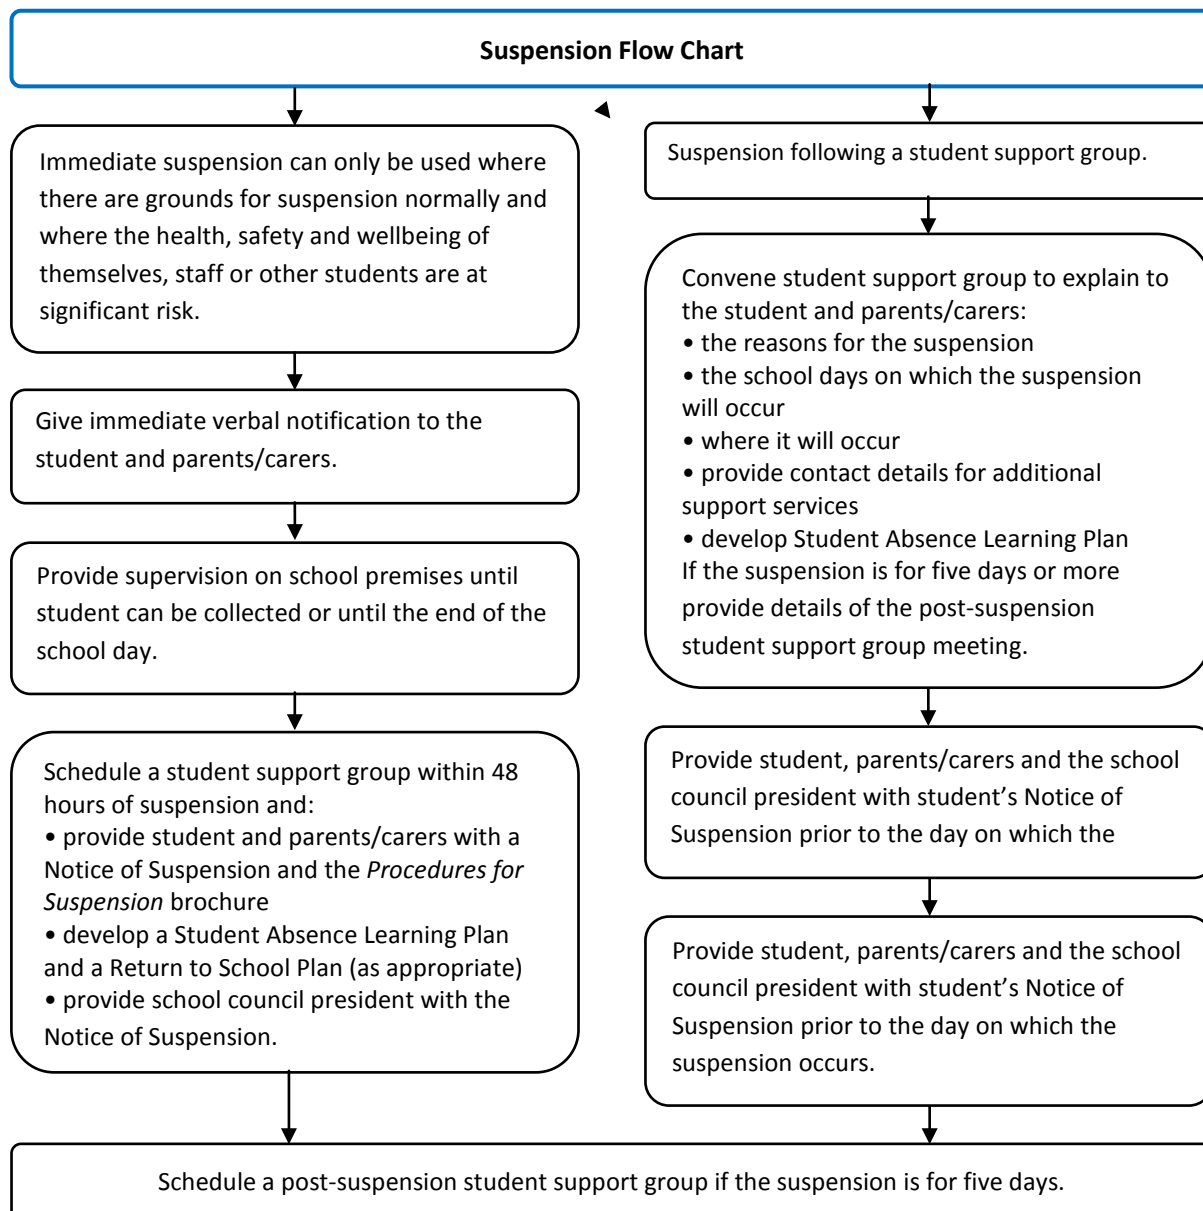 Suspension Flow Chart
Immediate suspension can only be used where
there are grounds for suspension normally and
where the health, safety and wellbeing of
themselves, staff or other students are at
significant risk.
Give immediate verbal notification to the
student and parents/carers.
Provide supervision on school premises until
student can be collected or until the end of the
school day.
Schedule a student support group within 48
hours of suspension and:
• provide student and parents/carers with a
Notice of Suspension and the Procedures for
Suspension brochure
• develop a Student Absence Learning Plan
and a Return to School Plan (as appropriate)
• provide school council president with the
Notice of Suspension.
Suspension following a student support group.
Convene student support group to explain to
the student and parents/carers:
• the reasons for the suspension
• the school days on which the suspension
will occur
• where it will occur
• provide contact details for additional
support services
• develop Student Absence Learning Plan
If the suspension is for five days or more
provide details of the post-suspension
student support group meeting.
Provide student, parents/carers and the school
council president with student’s Notice of
Suspension prior to the day on which the
Provide student, parents/carers and the school
council president with student’s Notice of
Suspension prior to the day on which the
suspension occurs.
Schedule a post-suspension student support group if the suspension is for five days.